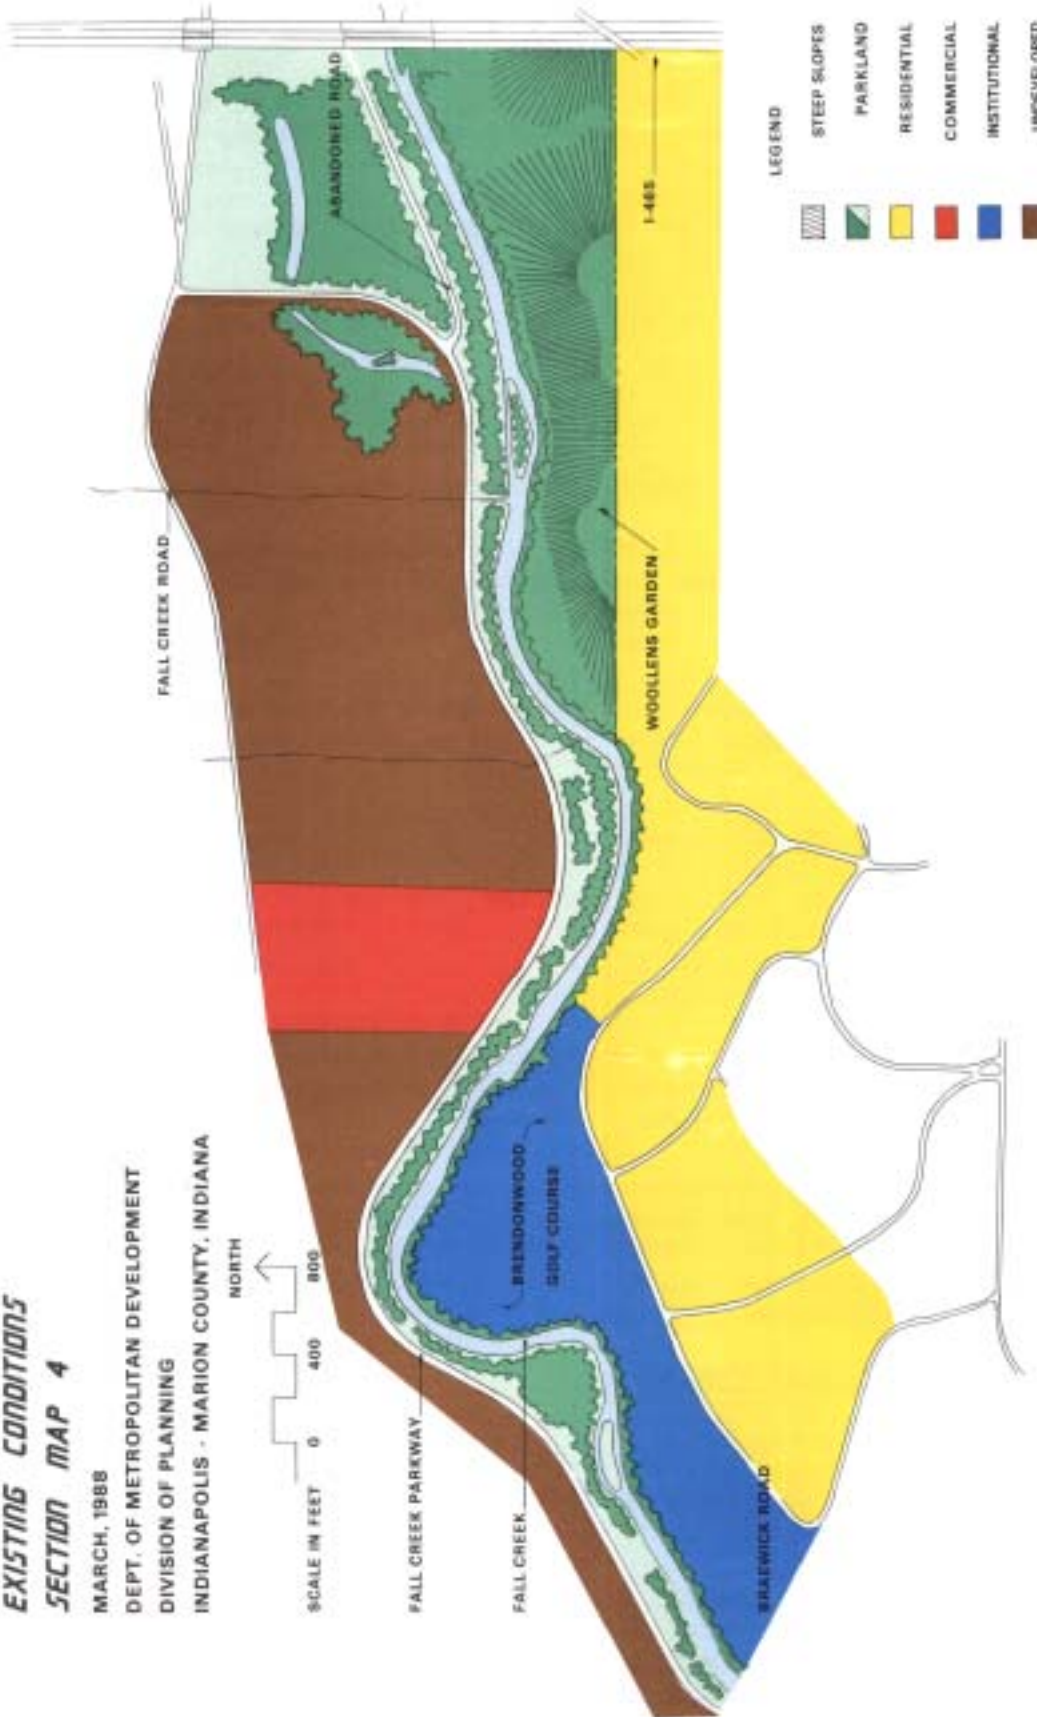 EXISTING CONDITIONS
SECTION MAP 4
MARCH, 1988
DEPT. OF METROPOLITAN DEVELOPMENT
DIVISION OF PLANNING
INDIANAPOLIS - MARION COUNTY, INDIANA
NORTH
SCALE IN FEET 0 400 800
FALL CREEK ROAD
ABANDONED ROAD
FALL CREEK PARKWAY
FALL CREEK
BRENDONWOOD
GOLF COURSE
WOOLLENS GARDEN
I-465
BRAEWICK ROAD
LEGEND
STEEP SLOPES
PARKLAND
RESIDENTIAL
COMMERCIAL
INSTITUTIONAL